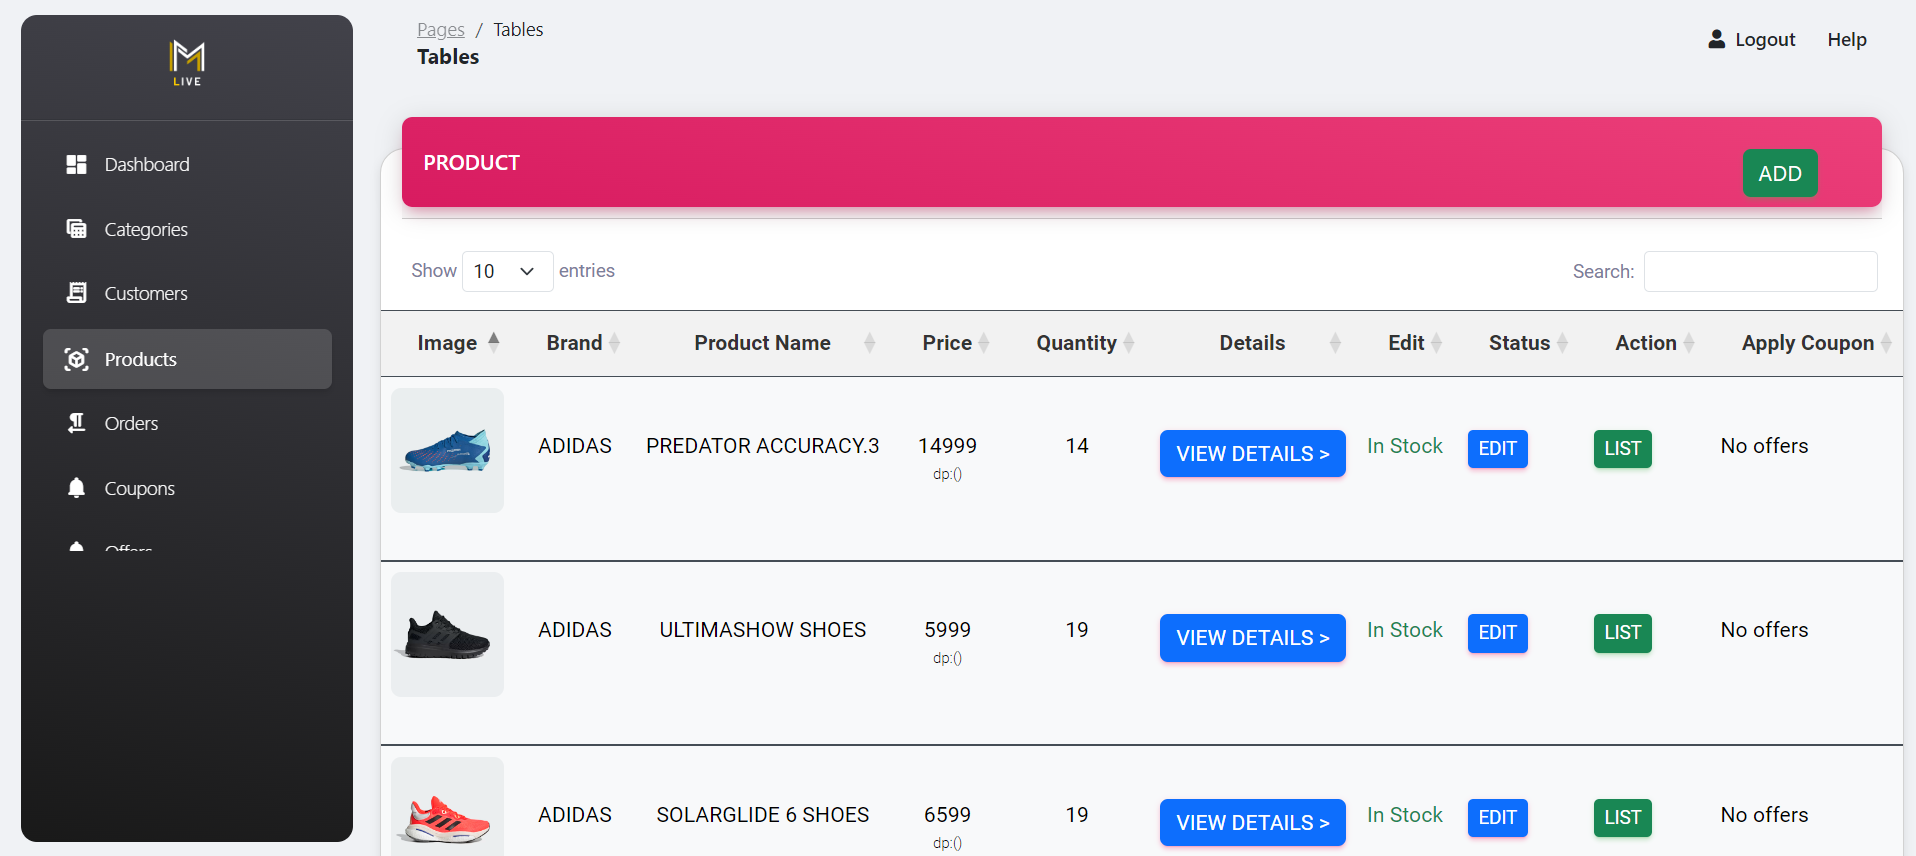 M
LIVE
Dashboard
Categories
Customers
Products
Orders
Coupons
Offers
Pages / Tables
Tables
Logout Help
PRODUCT
ADD
Show 10 entries
Search:
Image Brand Product Name Price Quantity Details Edit Status Action Apply Coupon
ADIDAS PREDATOR ACCURACY.3 14999 14 VIEW DETAILS > In Stock EDIT LIST No offers
dp:()
ADIDAS ULTIMASHOW SHOES 5999 19 VIEW DETAILS > In Stock EDIT LIST No offers
dp:()
ADIDAS SOLARGLIDE 6 SHOES 6599 19 VIEW DETAILS > In Stock EDIT LIST No offers
dp:()